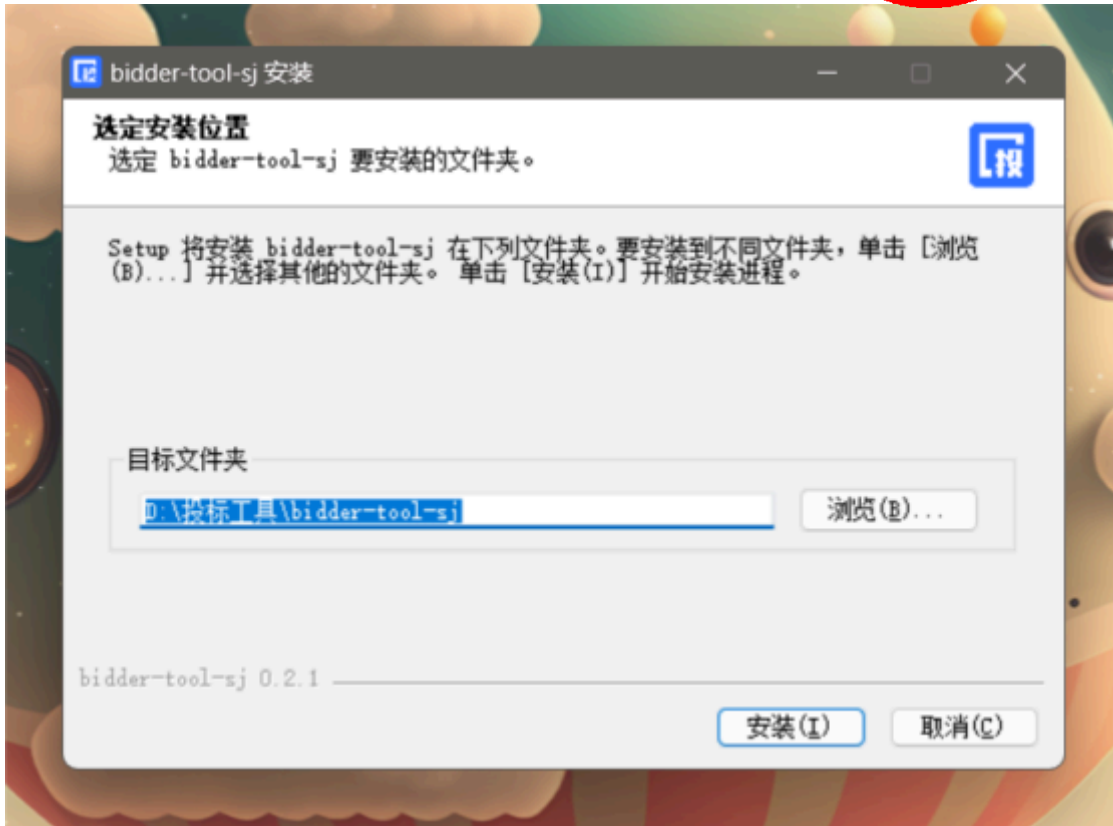 bidder-tool-sj 安装
选定安装位置
选定 bidder-tool-sj 要安装的文件夹。
投
Setup 将安装 bidder-tool-sj 在下列文件夹。要安装到不同文件夹，单击 [浏览
(B)...] 并选择其他的文件夹。 单击 [安装(I)] 开始安装进程。
目标文件夹
D:\投标工具\bidder-tool-sj
浏览(B)...
bidder-tool-sj 0.2.1
安装(I)
取消(C)